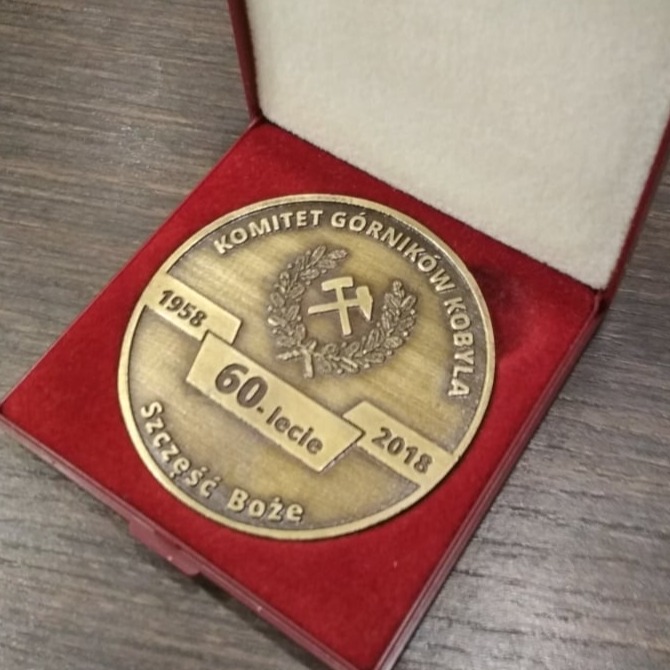 KOMITET GÓRNIKÓW KOBYLA
1958
60-lecie
2018
Szczęść Boże